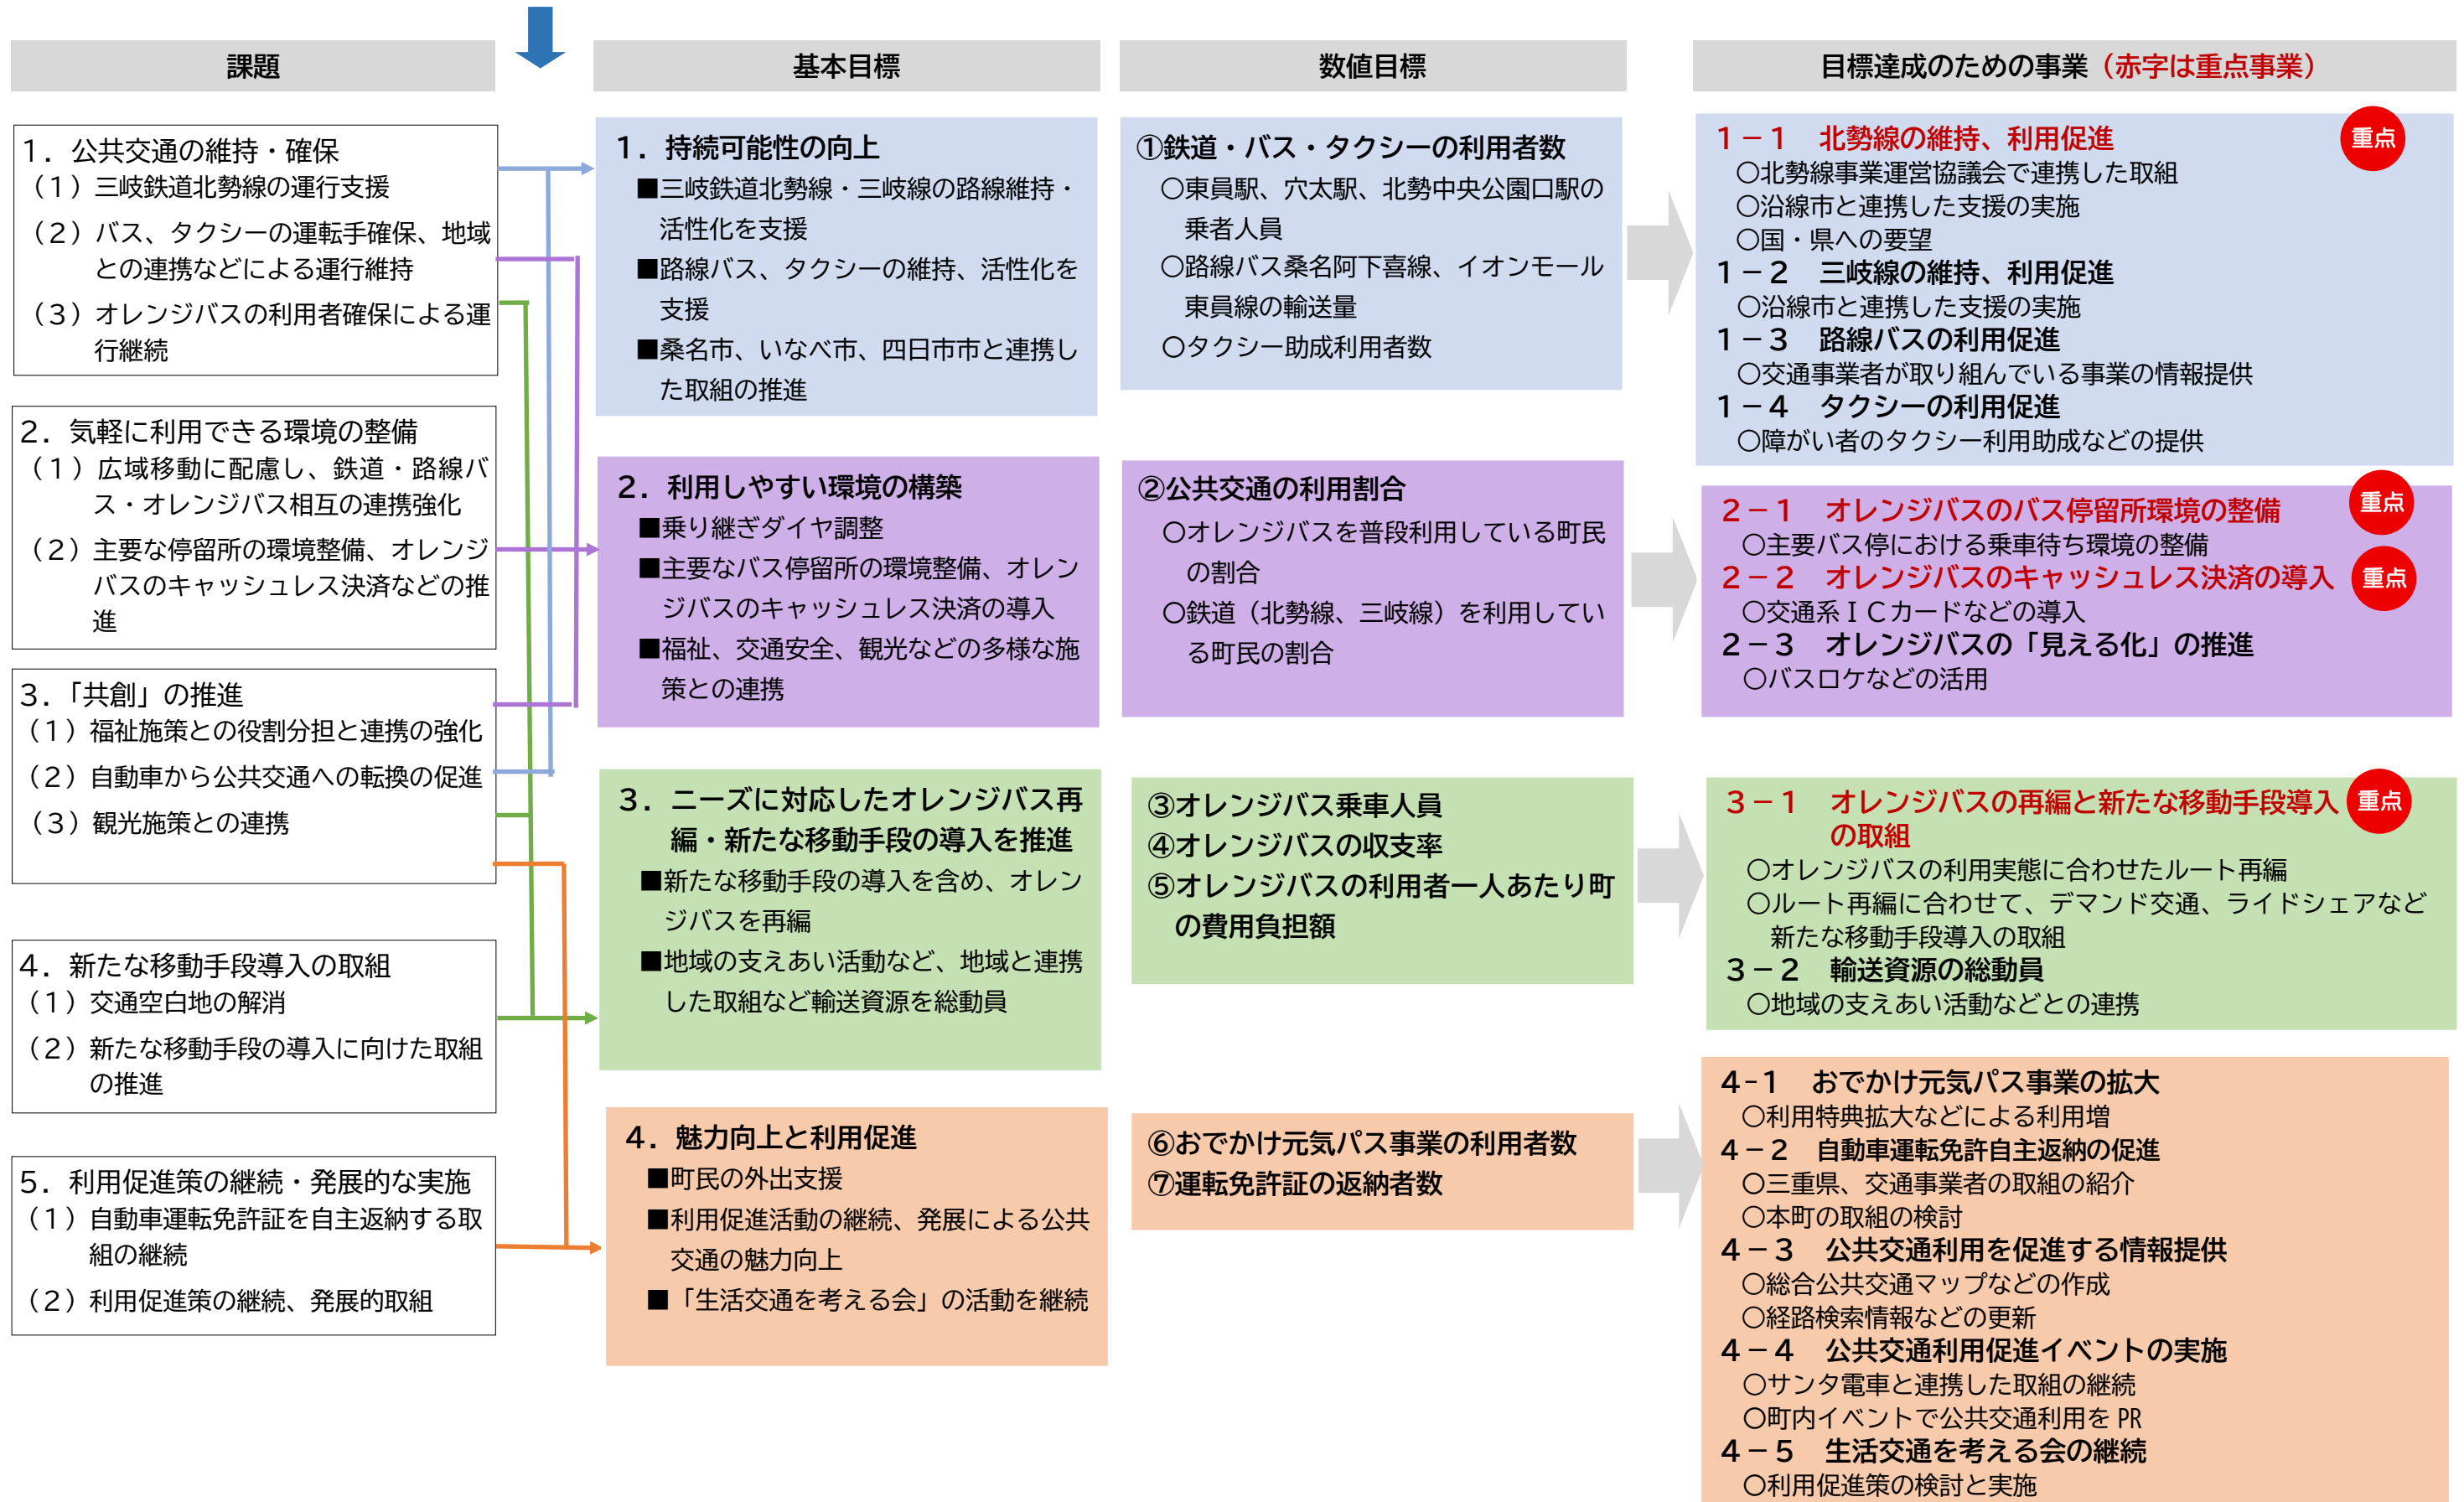 課題
1．公共交通の維持・確保
（1）三岐鉄道北勢線の運行支援
（2）バス、タクシーの運転手確保、地域
との連携などによる運行維持
（3）オレンジバスの利用者確保による運
行継続
2．気軽に利用できる環境の整備
（1）広域移動に配慮し、鉄道・路線バ
ス・オレンジバス相互の連携強化
（2）主要な停留所の環境整備、オレンジ
バスのキャッシュレス決済などの推
進
3．「共創」の推進
（1）福祉施策との役割分担と連携の強化
（2）自動車から公共交通への転換の促進
（3）観光施策との連携
4．新たな移動手段導入の取組
（1）交通空白地の解消
（2）新たな移動手段の導入に向けた取組
の推進
5．利用促進策の継続・発展的な実施
（1）自動車運転免許証を自主返納する取
組の継続
（2）利用促進策の継続、発展的取組
基本目標
1．持続可能性の向上
■三岐鉄道北勢線・三岐線の路線維持・
活性化を支援
■路線バス、タクシーの維持、活性化を
支援
■桑名市、いなべ市、四日市市と連携し
た取組の推進
2．利用しやすい環境の構築
■乗り継ぎダイヤ調整
■主要なバス停留所の環境整備、オレン
ジバスのキャッシュレス決済の導入
■福祉、交通安全、観光などの多様な施
策との連携
3．ニーズに対応したオレンジバス再
編・新たな移動手段の導入を推進
■新たな移動手段の導入を含め、オレン
ジバスを再編
■地域の支えあい活動など、地域と連携
した取組など輸送資源を総動員
4．魅力向上と利用促進
■町民の外出支援
■利用促進活動の継続、発展による公共
交通の魅力向上
■「生活交通を考える会」の活動を継続
数値目標
①鉄道・バス・タクシーの利用者数
○東員駅、穴太駅、北勢中央公園口駅の
乗者人員
○路線バス桑名阿下喜線、イオンモール
東員線の輸送量
○タクシー助成利用者数
②公共交通の利用割合
○オレンジバスを普段利用している町民
の割合
○鉄道（北勢線、三岐線）を利用してい
る町民の割合
③オレンジバス乗車人員
④オレンジバスの収支率
⑤オレンジバスの利用者一人あたり町
の費用負担額
⑥おでかけ元気パス事業の利用者数
⑦運転免許証の返納者数
目標達成のための事業（赤字は重点事業）
1－1　北勢線の維持、利用促進
重点
○北勢線事業運営協議会で連携した取組
○沿線市と連携した支援の実施
○国・県への要望
1－2　三岐線の維持、利用促進
○沿線市と連携した支援の実施
1－3　路線バスの利用促進
○交通事業者が取り組んでいる事業の情報提供
1－4　タクシーの利用促進
○障がい者のタクシー利用助成などの提供
2－1　オレンジバスのバス停留所環境の整備
重点
○主要バス停における乗車待ち環境の整備
2－2　オレンジバスのキャッシュレス決済の導入
重点
○交通系ＩＣカードなどの導入
2－3　オレンジバスの「見える化」の推進
○バスロケなどの活用
3－1　オレンジバスの再編と新たな移動手段導入
の取組
重点
○オレンジバスの利用実態に合わせたルート再編
○ルート再編に合わせて、デマンド交通、ライドシェアなど
新たな移動手段導入の取組
3－2　輸送資源の総動員
○地域の支えあい活動などとの連携
4-1　おでかけ元気パス事業の拡大
○利用特典拡大などによる利用増
4－2　自動車運転免許自主返納の促進
○三重県、交通事業者の取組の紹介
○本町の取組の検討
4－3　公共交通利用を促進する情報提供
○総合公共交通マップなどの作成
○経路検索情報などの更新
4－4　公共交通利用促進イベントの実施
○サンタ電車と連携した取組の継続
○町内イベントで公共交通利用を PR
4－5　生活交通を考える会の継続
○利用促進策の検討と実施